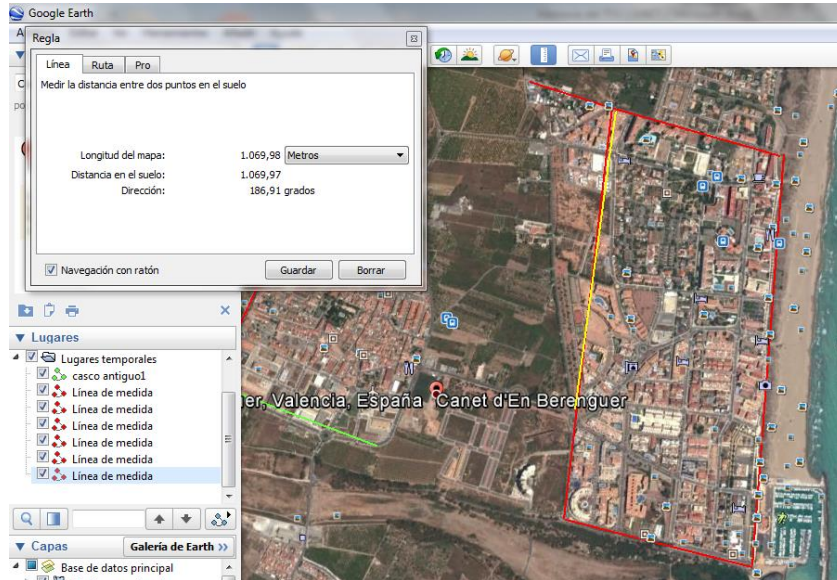 Google Earth
Regla
Línea
Ruta
Pro
Medir la distancia entre dos puntos en el suelo
Longitud del mapa:
1.069,98
Metros
Distancia en el suelo:
1.069,97
Dirección:
186,91 grados
Navegación con ratón
Guardar
Borrar
Lugares
Lugares temporales
casco antiguo1
Línea de medida
Línea de medida
Línea de medida
Línea de medida
Línea de medida
Línea de medida
er, Valencia, España
Canet d'En Berenguer
Capas
Galería de Earth >>
Base de datos principal